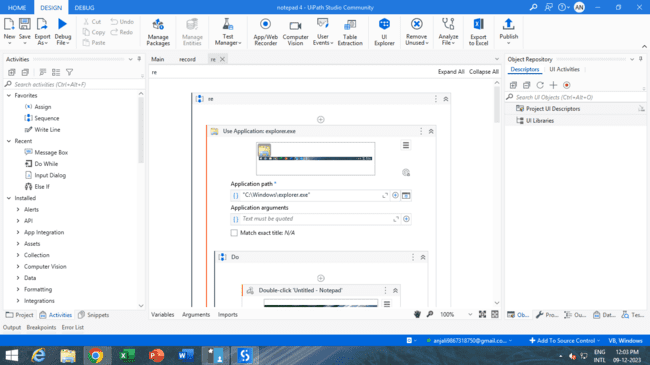 HOME DESIGN DEBUG notepad 4 - UiPath Studio Community AN
New Save Export As Debug File Cut Copy Paste Undo Redo Manage Packages Manage Entities Test Manager App/Web Recorder Computer Vision User Events Table Extraction UI Explorer Remove Unused Analyze File Export to Excel Publish
Activities
Search activities (Ctrl+Alt+F)
Favorites
Assign
Sequence
Write Line
Recent
Message Box
Do While
Input Dialog
Else If
Installed
Alerts
API
App Integration
Assets
Collection
Computer Vision
Data
Formatting
Integrations
Project Activities Snippets
Main record re
re Expand All Collapse All
re
Use Application: explorer.exe
Application path *
"C:\Windows\explorer.exe"
Application arguments
Text must be quoted
Match exact title: N/A
Do
Double-click 'Untitled - Notepad'
Variables Arguments Imports 100%
Object Repository
Descriptors UI Activities
Search UI Objects (Ctrl+Alt+O)
Project UI Descriptors
UI Libraries
Ob... Pro... Ou... Dat... Tes...
Output Breakpoints Error List
Add To Source Control VB, Windows
ENG 12:03 PM
INTL 09-12-2023